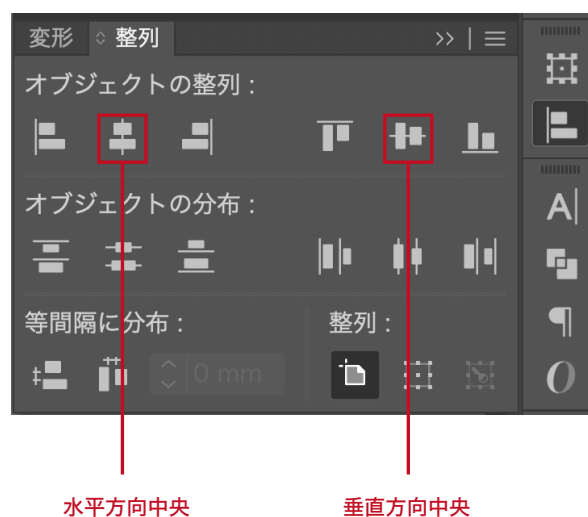 変形 整列
オブジェクトの整列：
オブジェクトの分布：
等間隔に分布： 整列：
0 mm
水平方向中央 垂直方向中央